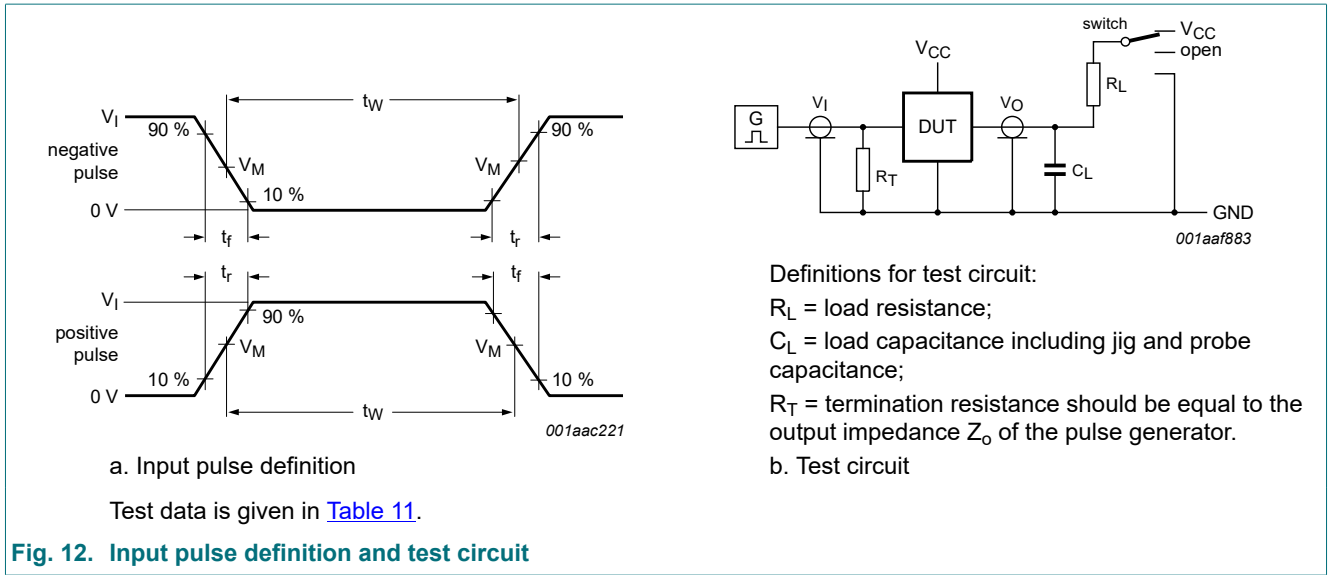 V_I
90 %
t_W
90 %
negative
pulse
V_M
V_M
10 %
0 V
t_f
t_r
t_r
t_f
V_I
90 %
positive
pulse
V_M
V_M
10 %
10 %
0 V
t_W
001aac221
a. Input pulse definition
Test data is given in Table 11.
switch
V_CC
open
V_CC
R_L
G
V_I
DUT
V_O
R_T
C_L
GND
001aaf883
Definitions for test circuit:
R_L = load resistance;
C_L = load capacitance including jig and probe
capacitance;
R_T = termination resistance should be equal to the
output impedance Z_o of the pulse generator.
b. Test circuit
Fig. 12. Input pulse definition and test circuit